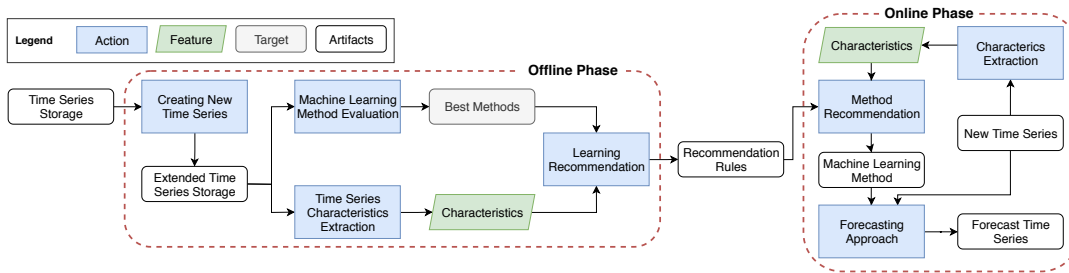 Legend
Action
Feature
Target
Artifacts
Offline Phase
Time Series
Storage
Creating New
Time Series
Extended Time
Series Storage
Machine Learning
Method Evaluation
Best Methods
Time Series
Characteristics
Extraction
Characteristics
Learning
Recommendation
Recommendation
Rules
Online Phase
Characteristics
Characterics
Extraction
Method
Recommendation
New Time Series
Machine Learning
Method
Forecasting
Approach
Forecast Time
Series